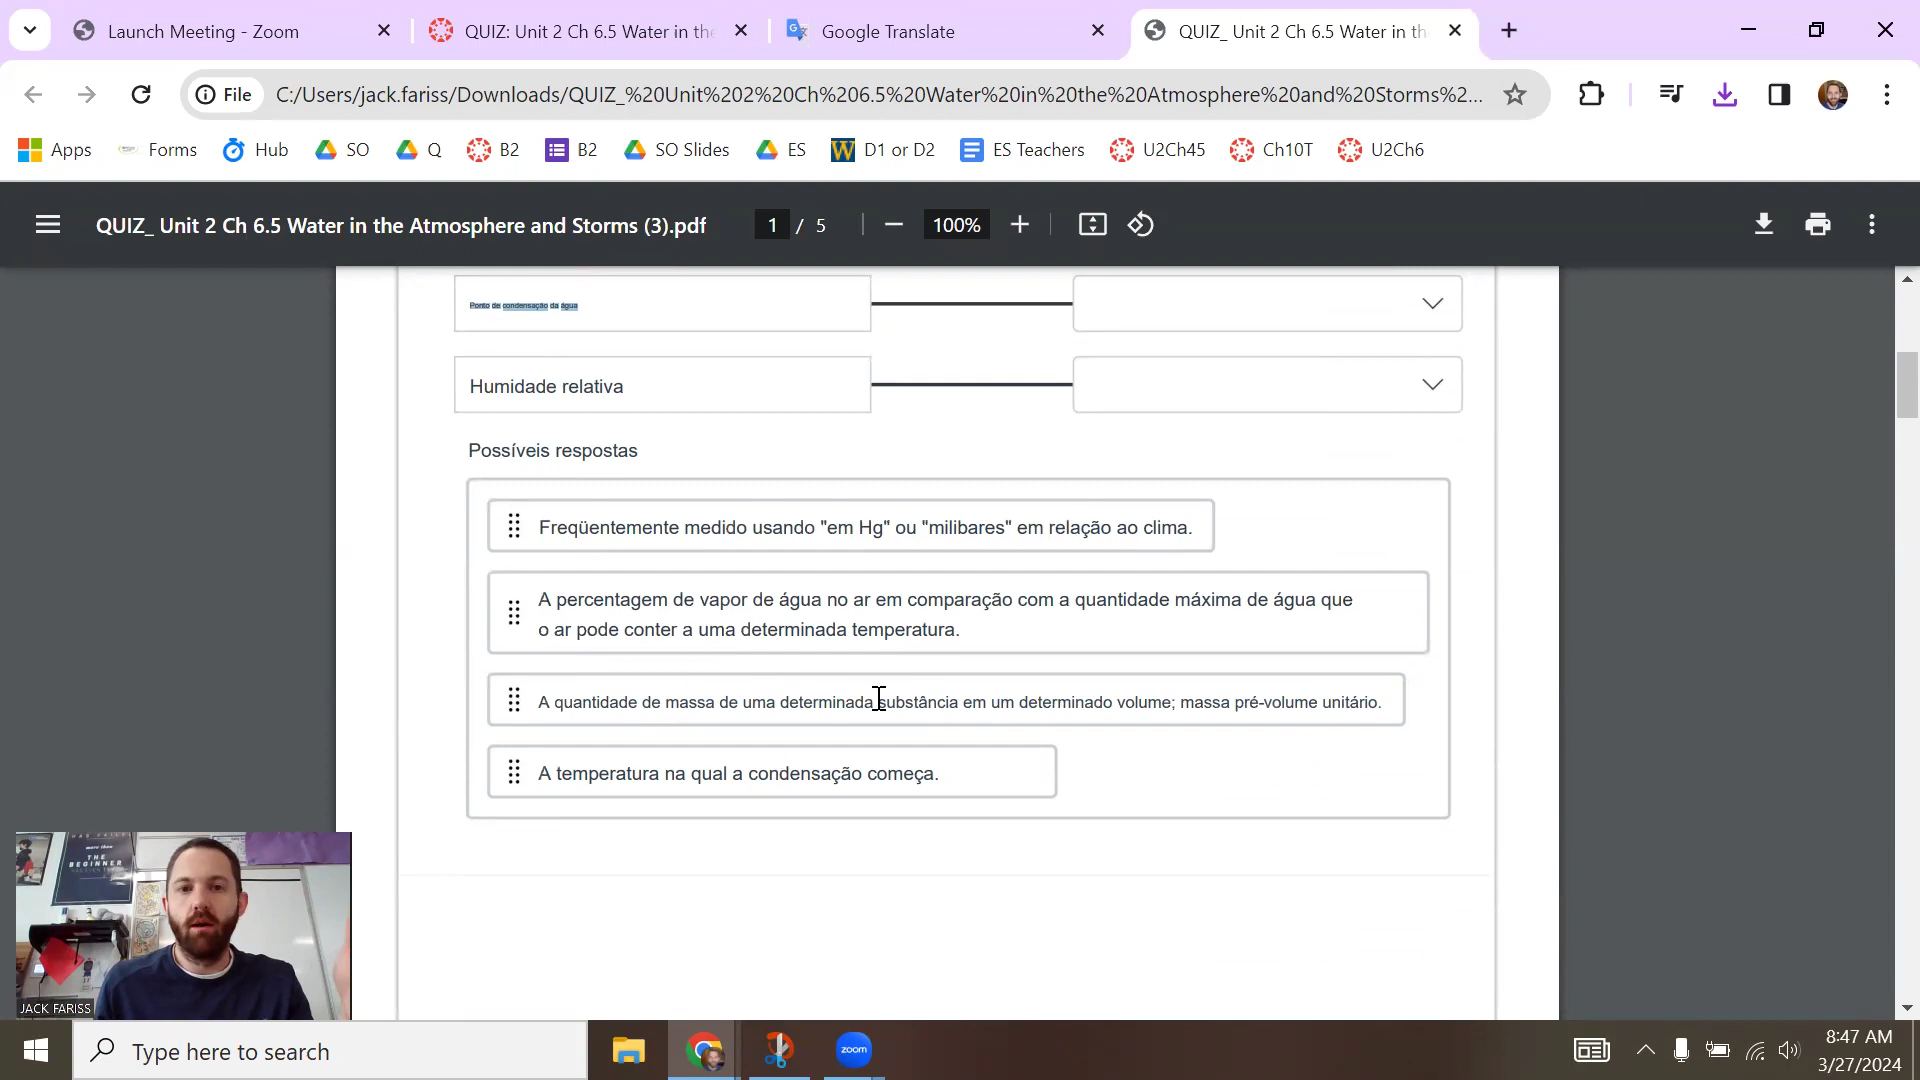 Launch Meeting - Zoom
QUIZ: Unit 2 Ch 6.5 Water in the
Google Translate
QUIZ_ Unit 2 Ch 6.5 Water in th
File
C:/Users/jack.fariss/Downloads/QUIZ_%20Unit%202%20Ch%206.5%20Water%20in%20the%20Atmosphere%20and%20Storms%2...
Apps
Forms
Hub
SO
Q
B2
B2
SO Slides
ES
D1 or D2
ES Teachers
U2Ch45
Ch10T
U2Ch6
QUIZ_ Unit 2 Ch 6.5 Water in the Atmosphere and Storms (3).pdf
1 / 5
100%
Ponto de condensação da água
Humidade relativa
Possíveis respostas
Freqüentemente medido usando "em Hg" ou "milibares" em relação ao clima.
A percentagem de vapor de água no ar em comparação com a quantidade máxima de água que
o ar pode conter a uma determinada temperatura.
A quantidade de massa de uma determinada substância em um determinado volume; massa pré-volume unitário.
A temperatura na qual a condensação começa.
more than
THE
BEGINNER
JACK FARISS
Type here to search
zoom
8:47 AM
3/27/2024